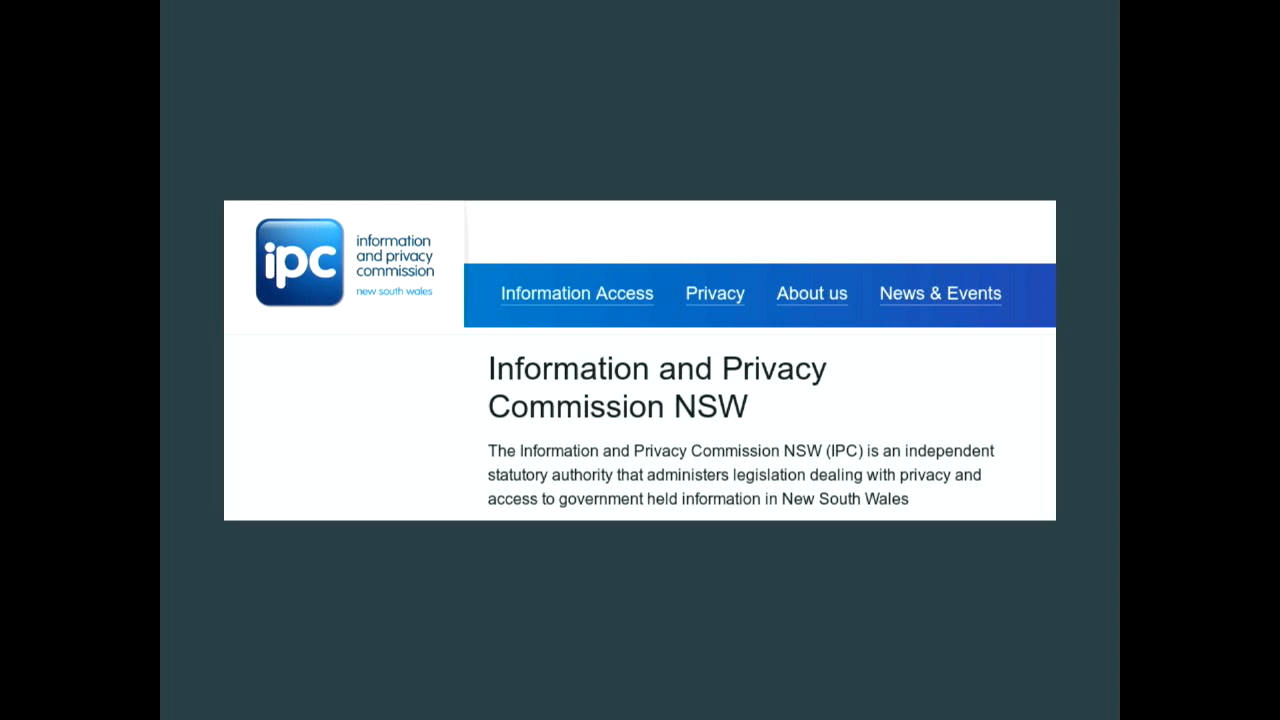 ipc
information
and privacy
commission
new south wales
Information Access Privacy About us News & Events
Information and Privacy
Commission NSW
The Information and Privacy Commission NSW (IPC) is an independent
statutory authority that administers legislation dealing with privacy and
access to government held information in New South Wales